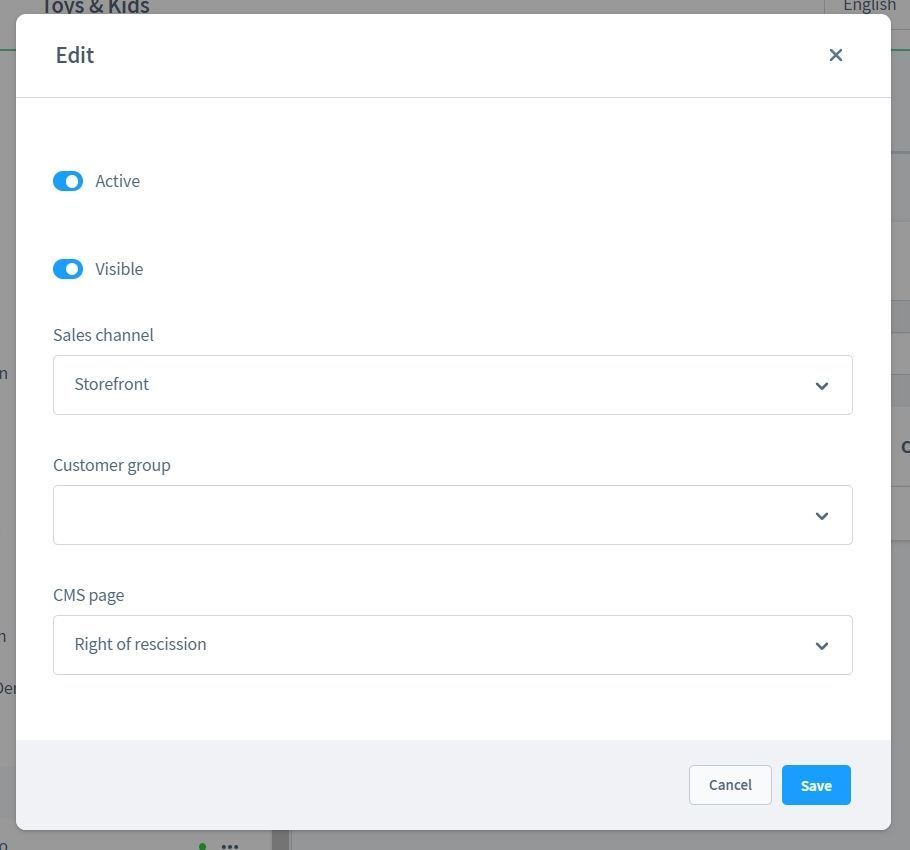 Toys & Kids
English
Edit
Active
Visible
Sales channel
Storefront
Customer group
CMS page
Right of rescission
Cancel
Save